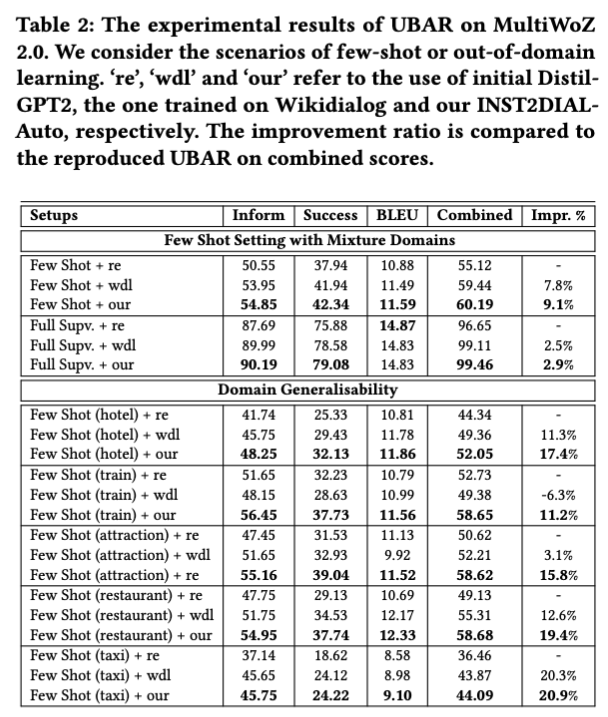 Table 2: The experimental results of UBAR on MultiWoZ
2.0. We consider the scenarios of few-shot or out-of-domain
learning. ‘re’, ‘wdl’ and ‘our’ refer to the use of initial Distil-
GPT2, the one trained on Wikidialog and our INST2DIAL-
Auto, respectively. The improvement ratio is compared to
the reproduced UBAR on combined scores.
Setups Inform Success BLEU Combined Impr. %
Few Shot Setting with Mixture Domains
Few Shot + re 50.55 37.94 10.88 55.12 -
Few Shot + wdl 53.95 41.94 11.49 59.44 7.8%
Few Shot + our 54.85 42.34 11.59 60.19 9.1%
Full Supv. + re 87.69 75.88 14.87 96.65 -
Full Supv. + wdl 89.99 78.58 14.83 99.11 2.5%
Full Supv. + our 90.19 79.08 14.83 99.46 2.9%
Domain Generalisability
Few Shot (hotel) + re 41.74 25.33 10.81 44.34 -
Few Shot (hotel) + wdl 45.75 29.43 11.78 49.36 11.3%
Few Shot (hotel) + our 48.25 32.13 11.86 52.05 17.4%
Few Shot (train) + re 51.65 32.23 10.79 52.73 -
Few Shot (train) + wdl 48.15 28.63 10.99 49.38 -6.3%
Few Shot (train) + our 56.45 37.73 11.56 58.65 11.2%
Few Shot (attraction) + re 47.45 31.53 11.13 50.62 -
Few Shot (attraction) + wdl 51.65 32.93 9.92 52.21 3.1%
Few Shot (attraction) + re 55.16 39.04 11.52 58.62 15.8%
Few Shot (restaurant) + re 47.75 29.13 10.69 49.13 -
Few Shot (restaurant) + wdl 51.75 34.53 12.17 55.31 12.6%
Few Shot (restaurant) + our 54.95 37.74 12.33 58.68 19.4%
Few Shot (taxi) + re 37.14 18.62 8.58 36.46 -
Few Shot (taxi) + wdl 45.65 24.12 8.98 43.87 20.3%
Few Shot (taxi) + our 45.75 24.22 9.10 44.09 20.9%